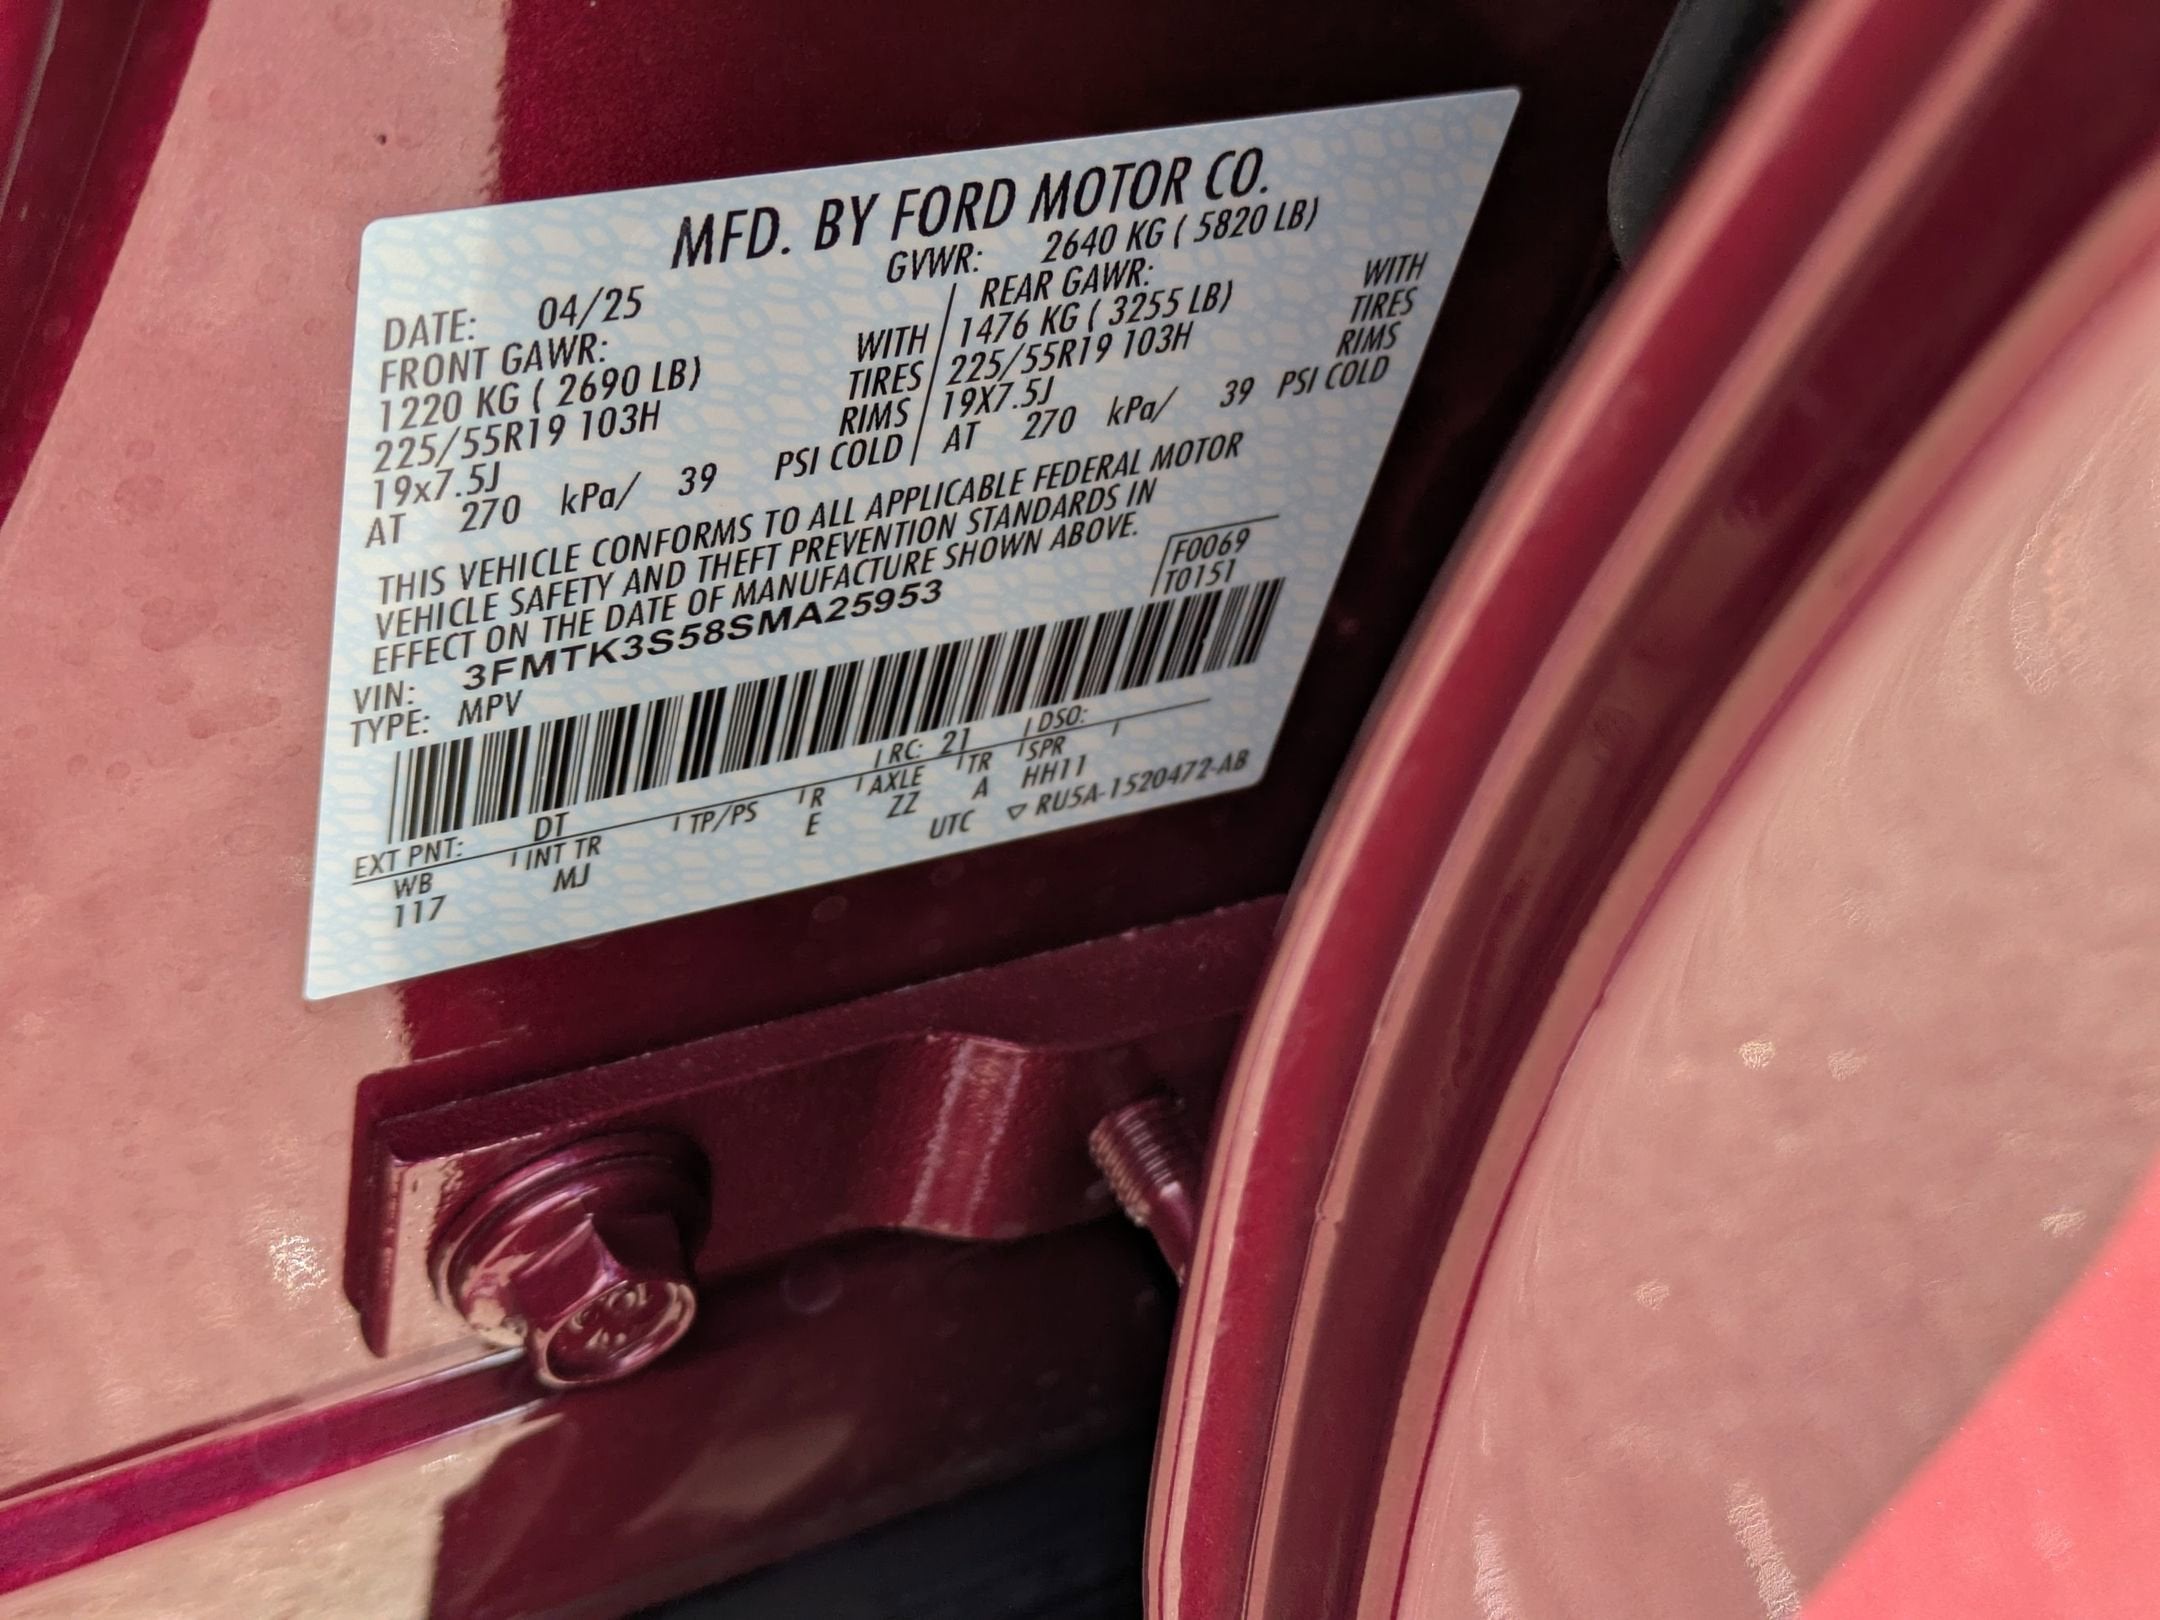 MFD. BY FORD MOTOR CO.
DATE: 04/25 GVWR: 2640 KG ( 5820 LB)
FRONT GAWR: REAR GAWR:
1220 KG ( 2690 LB) WITH 1476 KG ( 3255 LB) WITH
225/55R19 103H TIRES 225/55R19 103H TIRES
19x7.5J RIMS 19X7.5J RIMS
AT 270 kPa/ 39 PSI COLD AT 270 kPa/ 39 PSI COLD
THIS VEHICLE CONFORMS TO ALL APPLICABLE FEDERAL MOTOR
VEHICLE SAFETY AND THEFT PREVENTION STANDARDS IN
EFFECT ON THE DATE OF MANUFACTURE SHOWN ABOVE.
F0069
T0151
VIN: 3FMTK3S58SMA25953
TYPE: MPV
EXT PNT: DT RC: 21 DSO:
WB INT TR TP/PS R AXLE TR SPR
117 MJ E ZZ A HH11
UTC ▽ RU5A-1520472-AB